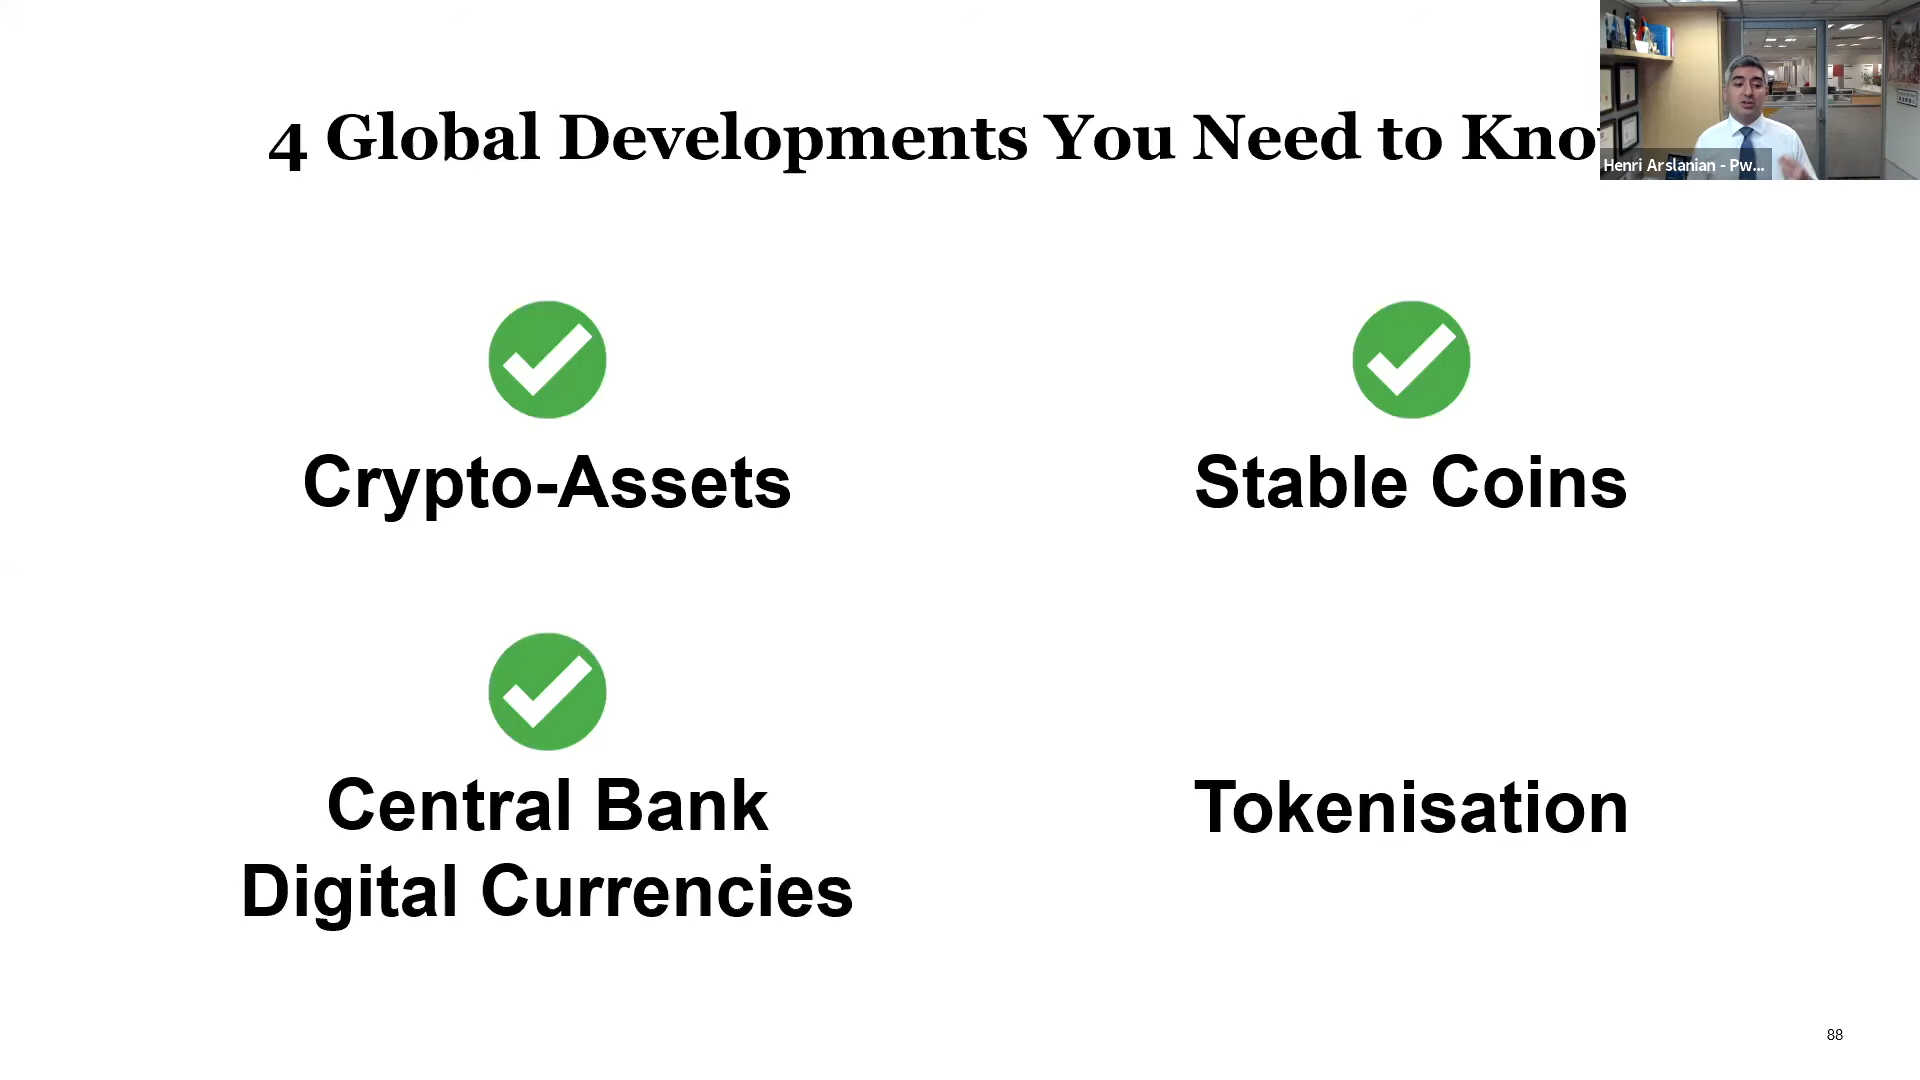 4 Global Developments You Need to Kno
Henri Arslanian - Pw...
Crypto-Assets
Stable Coins
Central Bank
Digital Currencies
Tokenisation
88